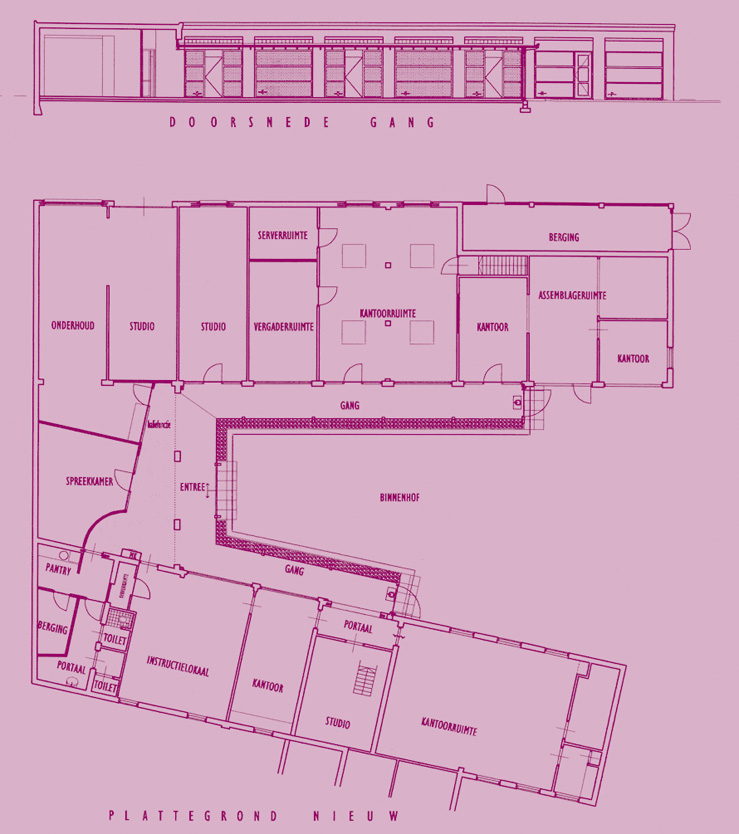 DOORSNEDE GANG
SERVERRUIMTE
BERGING
ONDERHOUD
STUDIO
STUDIO
VERGADERRUIMTE
KANTOORRUIMTE
KANTOOR
ASSEMBLAGERUIMTE
KANTOOR
GANG
SPREEKKAMER
ENTREE
BINNENHOF
PANTRY
GANG
BERGING
TOILET
PORTAAL
PORTAAL
TOILET
INSTRUCTIELOKAAL
KANTOOR
STUDIO
KANTOORRUIMTE
PLATTEGROND NIEUW